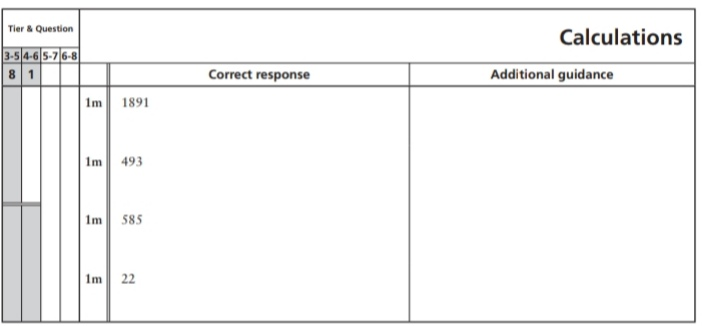 Tier & Question
Calculations
3-5 4-6 5-7 6-8
8 1 Correct response Additional guidance
1m 1891
1m 493
1m 585
1m 22